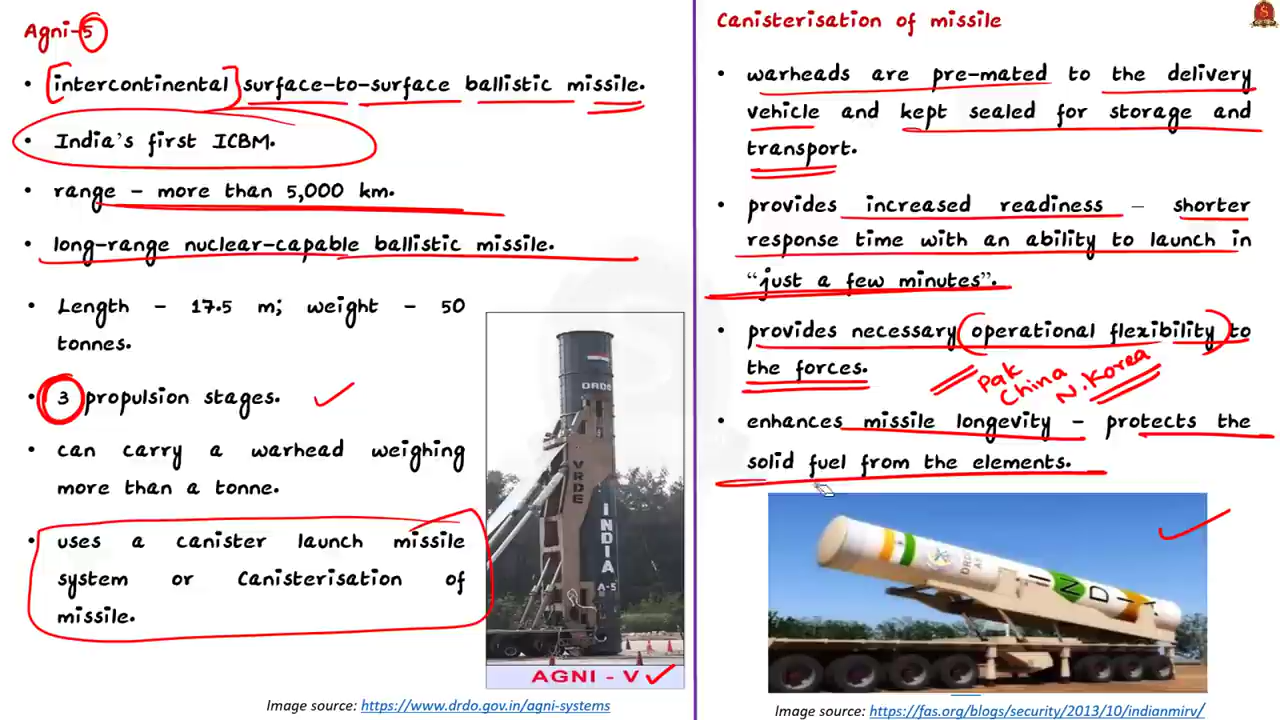 Agni-5
• intercontinental surface-to-surface ballistic missile.
• India's first ICBM.
• range – more than 5,000 km.
• long-range nuclear-capable ballistic missile.
• Length – 17.5 m; weight – 50
tonnes.
• 3 propulsion stages.
• can carry a warhead weighing
more than a tonne.
• uses a canister launch missile
system or Canisterisation of
missile.
DRDO
VRDE
INDIA
A-5
AGNI - V
Image source: https://www.drdo.gov.in/agni-systems
Canisterisation of missile
• warheads are pre-mated to the delivery
vehicle and kept sealed for storage and
transport.
• provides increased readiness – shorter
response time with an ability to launch in
“just a few minutes”.
• provides necessary operational flexibility to
the forces.
Pak
China
N. Korea
• enhances missile longevity – protects the
solid fuel from the elements.
DRDO
INDI
Image source: https://fas.org/blogs/security/2013/10/indianmirv/